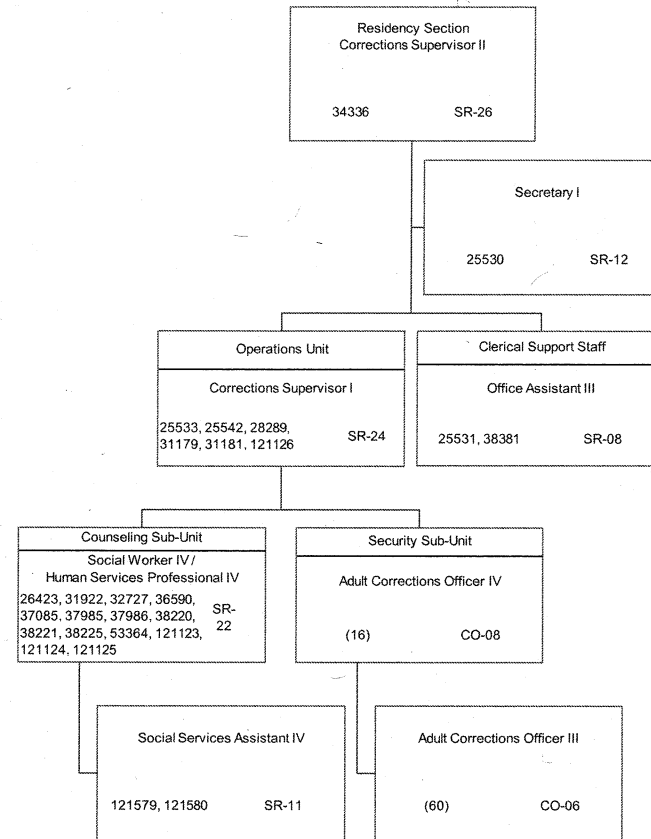 Residency Section
Corrections Supervisor II
34336 SR-26
Secretary I
25530 SR-12
Operations Unit
Corrections Supervisor I
25533, 25542, 28289,
31179, 31181, 121126
SR-24
Clerical Support Staff
Office Assistant III
25531, 38381 SR-08
Counseling Sub-Unit
Social Worker IV /
Human Services Professional IV
26423, 31922, 32727, 36590,
37085, 37985, 37986, 38220,
38221, 38225, 53364, 121123,
121124, 121125
SR-
22
Security Sub-Unit
Adult Corrections Officer IV
(16) CO-08
Social Services Assistant IV
121579, 121580 SR-11
Adult Corrections Officer III
(60) CO-06